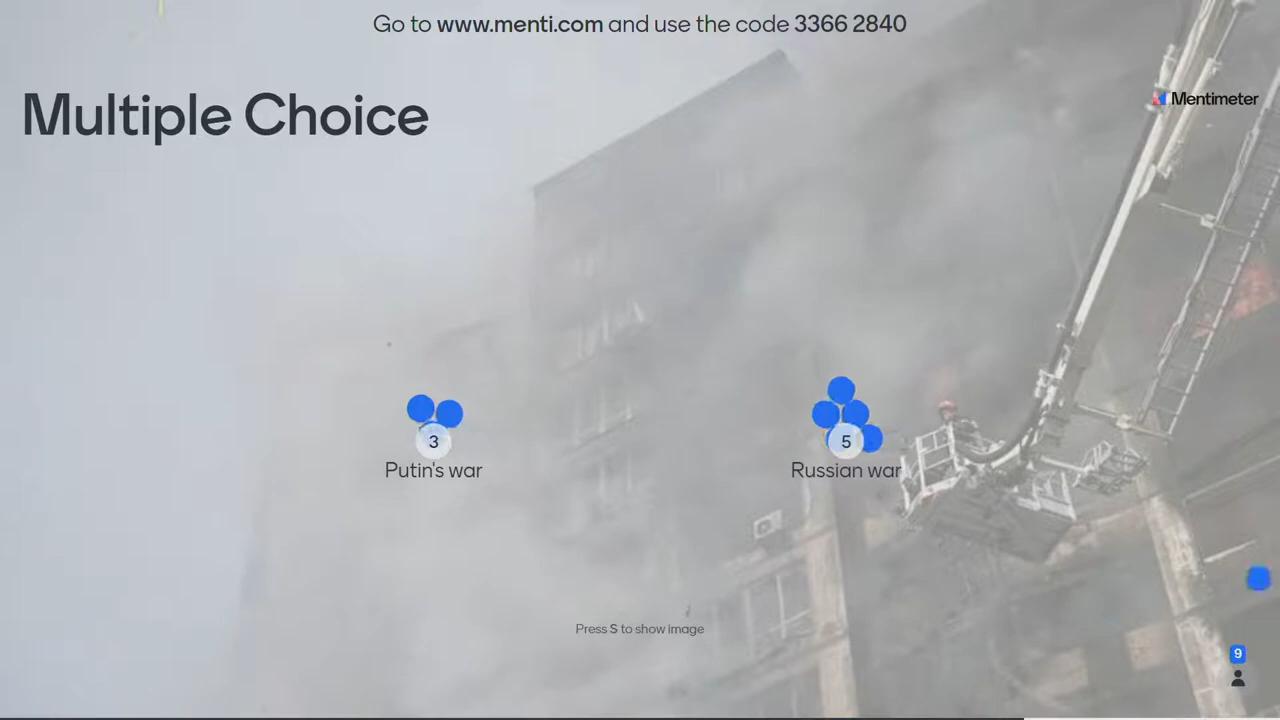 Go to www.menti.com and use the code 3366 2840
Multiple Choice
Mentimeter
3
5
Putin's war
Russian war
Press S to show image
9